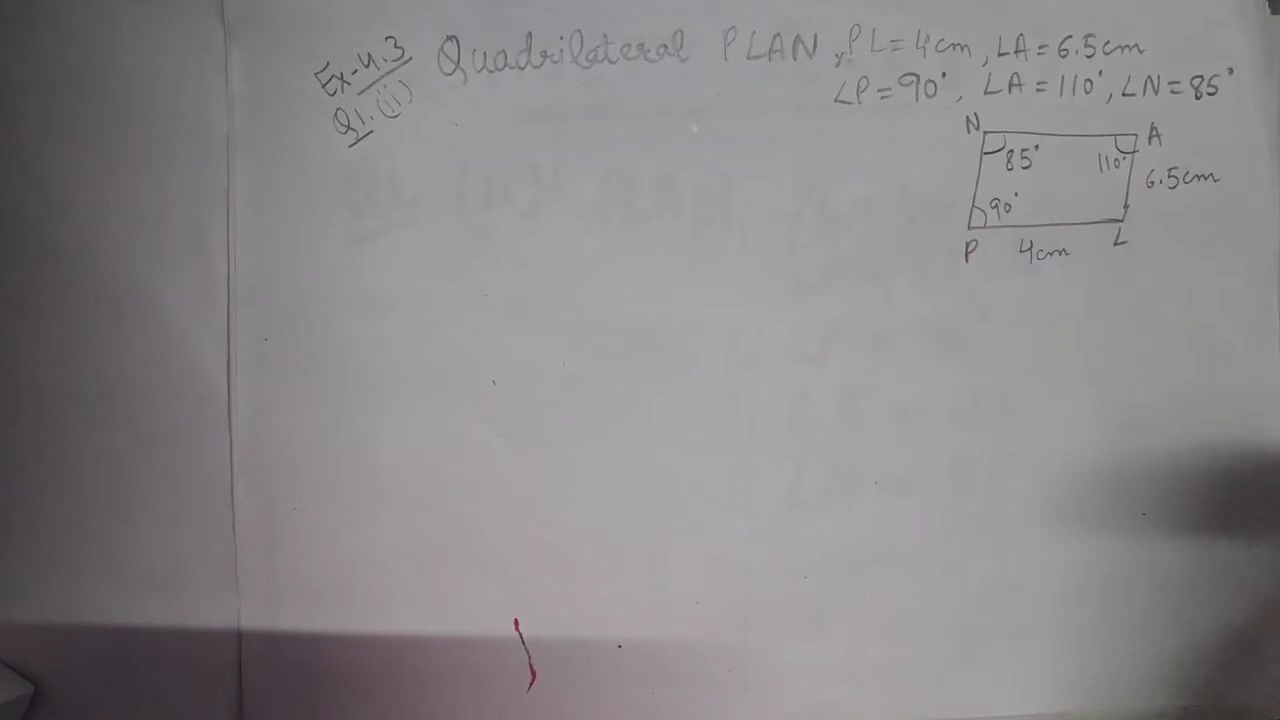 Ex-4.3 Quadrilateral PLAN, PL=4cm, LA=6.5cm
Q1.(ii) ∠P=90°, ∠A=110°, ∠N=85°
N A
85° 110°
6.5cm
90°
P 4cm L